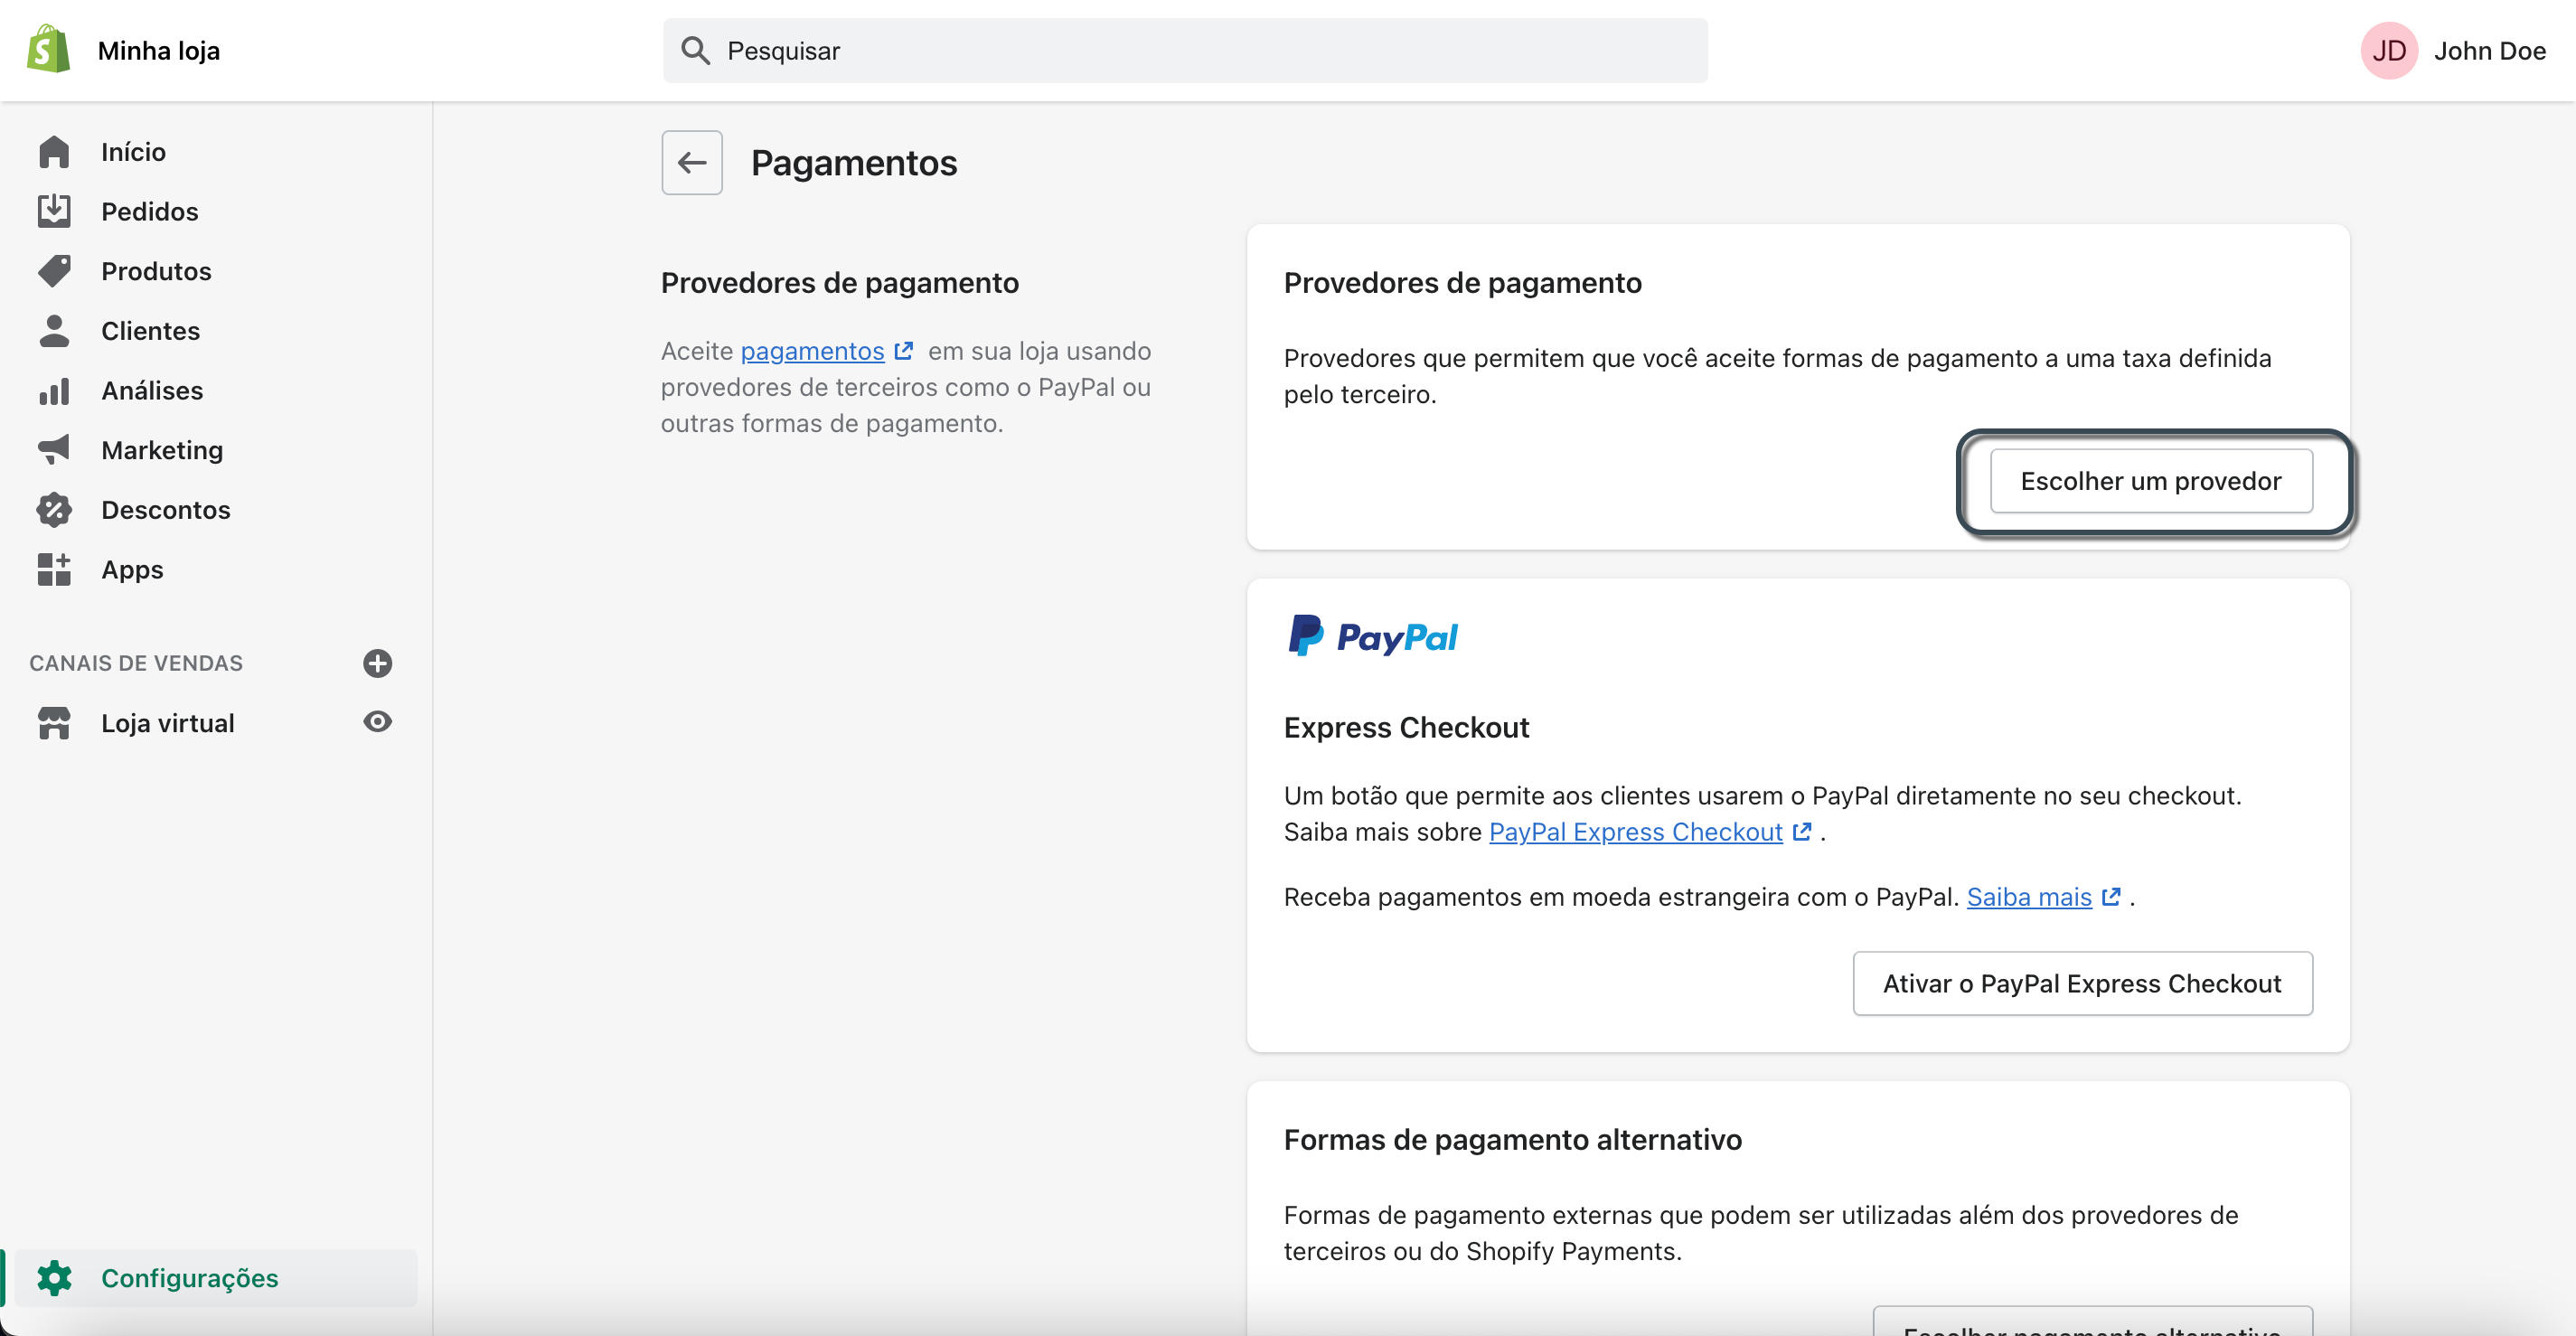 Minha loja
Pesquisar
JD
John Doe
Início
Pedidos
Produtos
Clientes
Análises
Marketing
Descontos
Apps
CANAIS DE VENDAS
Loja virtual
Configurações
Pagamentos
Provedores de pagamento
Aceite pagamentos em sua loja usando
provedores de terceiros como o PayPal ou
outras formas de pagamento.
Provedores de pagamento
Provedores que permitem que você aceite formas de pagamento a uma taxa definida
pelo terceiro.
Escolher um provedor
PayPal
Express Checkout
Um botão que permite aos clientes usarem o PayPal diretamente no seu checkout.
Saiba mais sobre PayPal Express Checkout .
Receba pagamentos em moeda estrangeira com o PayPal. Saiba mais .
Ativar o PayPal Express Checkout
Formas de pagamento alternativo
Formas de pagamento externas que podem ser utilizadas além dos provedores de
terceiros ou do Shopify Payments.
Escolher pagamento alternativo